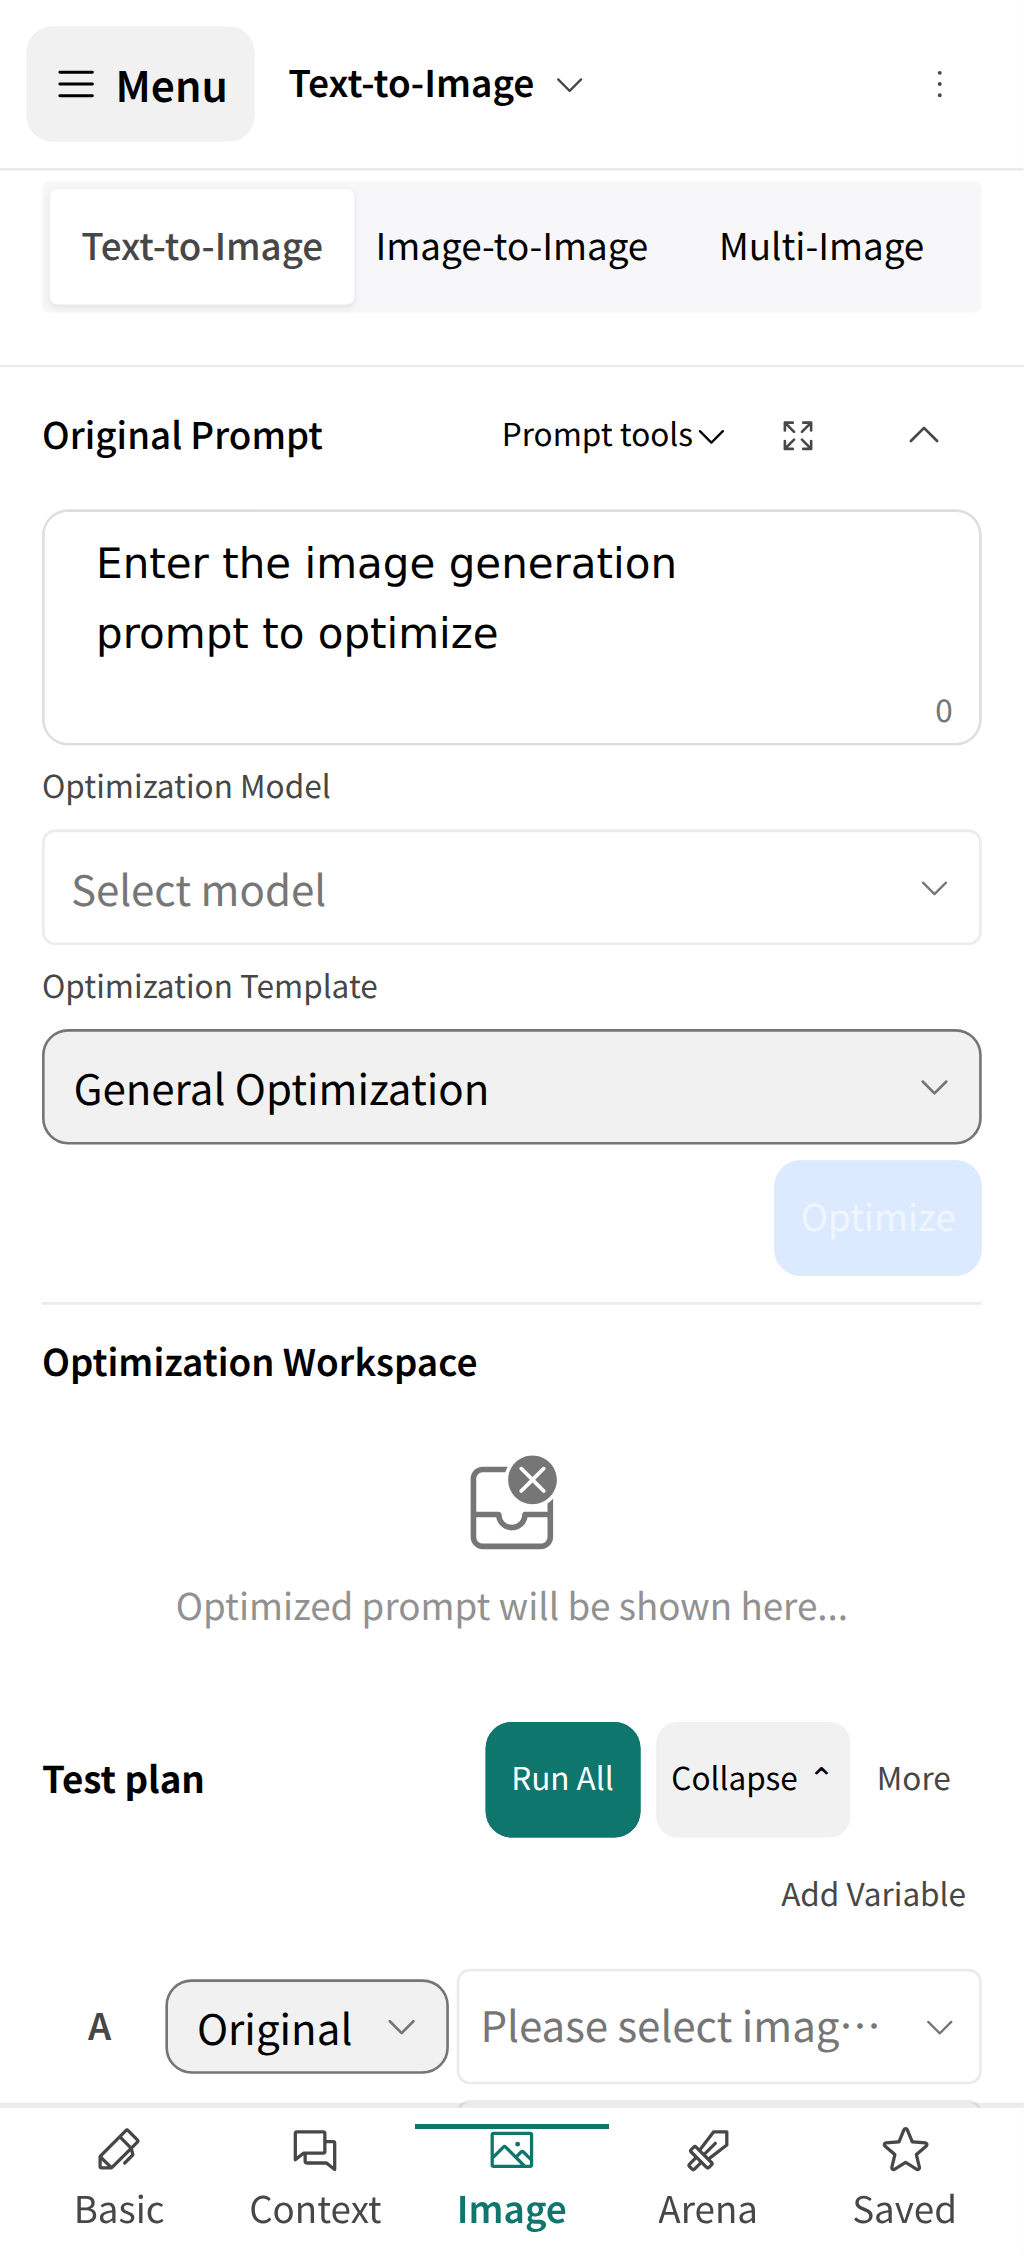 Menu
Text-to-Image
Text-to-Image
Image-to-Image
Multi-Image
Original Prompt
Prompt tools
Enter the image generation
prompt to optimize
0
Optimization Model
Select model
Optimization Template
General Optimization
Optimize
Optimization Workspace
Optimized prompt will be shown here...
Test plan
Run All
Collapse
More
Add Variable
A
Original
Please select imag...
Basic
Context
Image
Arena
Saved